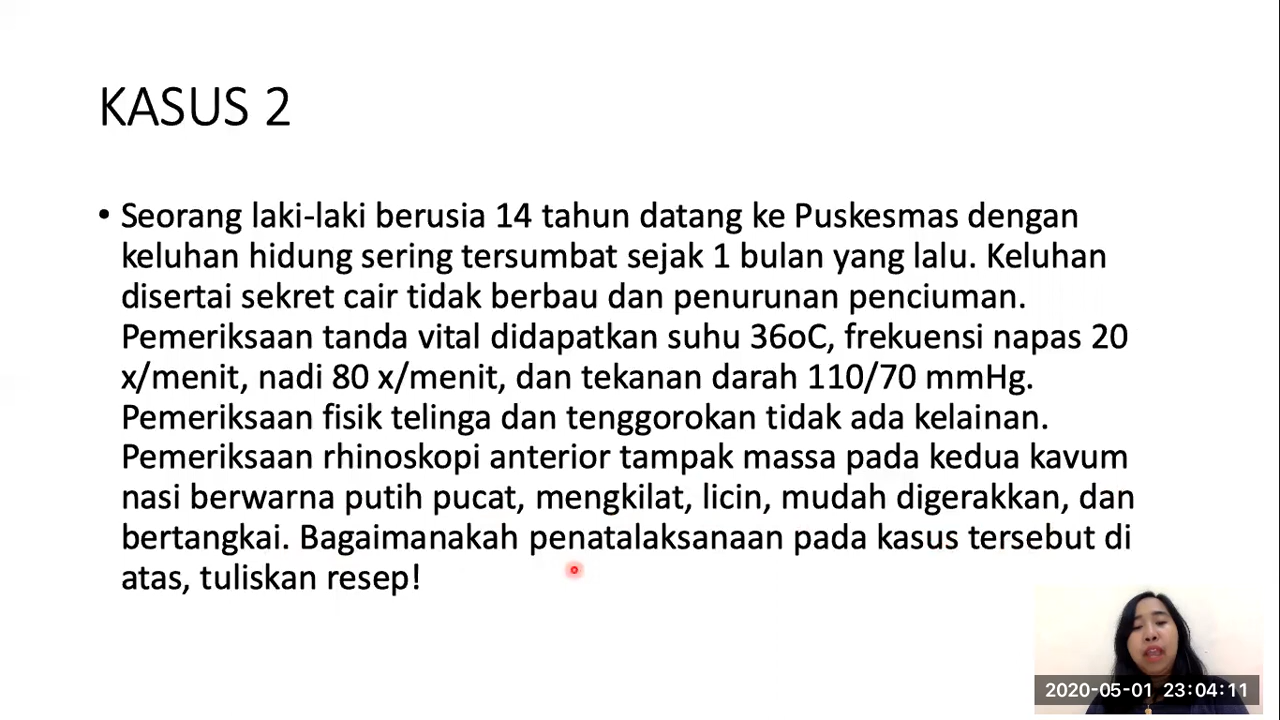 KASUS 2
• Seorang laki-laki berusia 14 tahun datang ke Puskesmas dengan
keluhan hidung sering tersumbat sejak 1 bulan yang lalu. Keluhan
disertai sekret cair tidak berbau dan penurunan penciuman.
Pemeriksaan tanda vital didapatkan suhu 36oC, frekuensi napas 20
x/menit, nadi 80 x/menit, dan tekanan darah 110/70 mmHg.
Pemeriksaan fisik telinga dan tenggorokan tidak ada kelainan.
Pemeriksaan rhinoskopi anterior tampak massa pada kedua kavum
nasi berwarna putih pucat, mengkilat, licin, mudah digerakkan, dan
bertangkai. Bagaimanakah penatalaksanaan pada kasus tersebut di
atas, tuliskan resep!
2020-05-01 23:04:11